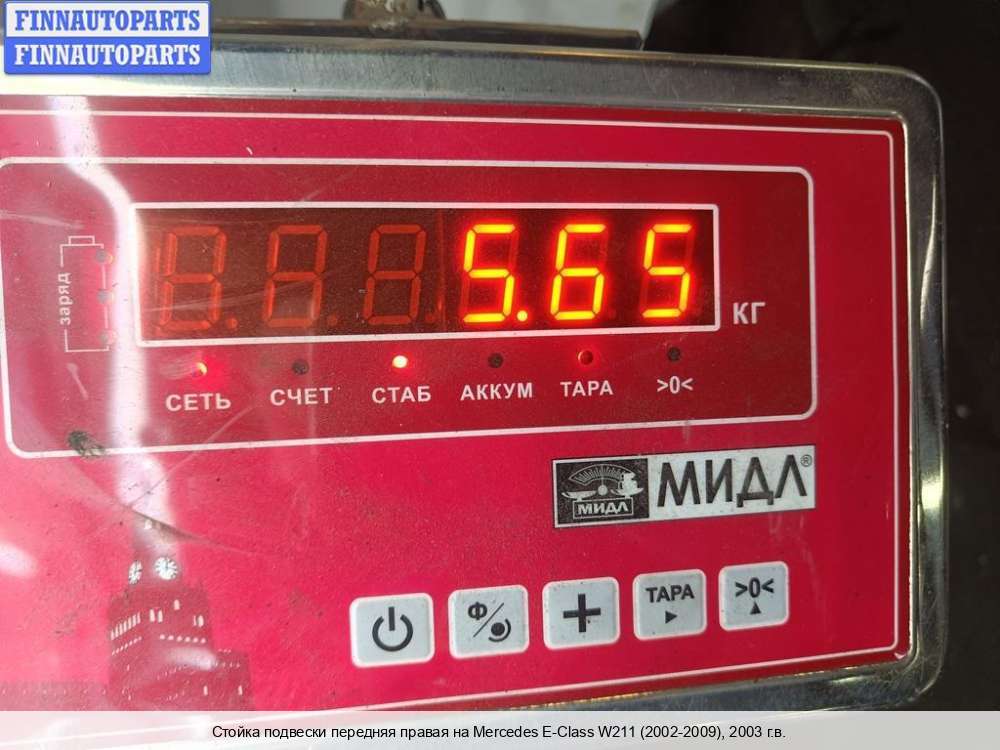 FINNAUTOPARTS
FINNAUTOPARTS
заряд
5.65
КГ
СЕТЬ СЧЕТ СТАБ АККУМ ТАРА >0<
МИДЛ МИДЛ®
Ф/ + ТАРА >0<
Стойка подвески передняя правая на Mercedes E-Class W211 (2002-2009), 2003 г.в.